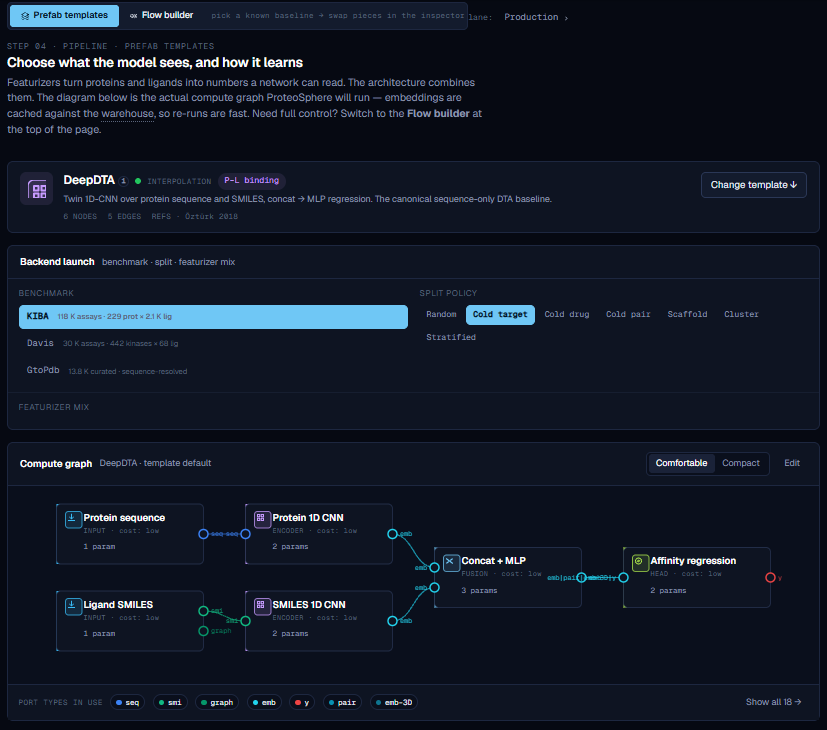 Prefab templates
Flow builder
pick a known baseline → swap pieces in the inspector
lane:
Production ›
STEP 04 · PIPELINE · PREFAB TEMPLATES
Choose what the model sees, and how it learns
Featurizers turn proteins and ligands into numbers a network can read. The architecture combines
them. The diagram below is the actual compute graph ProteoSphere will run — embeddings are
cached against the warehouse, so re-runs are fast. Need full control? Switch to the Flow builder at
the top of the page.
DeepDTA
i
INTERPOLATION
P-L binding
Change template ↓
Twin 1D-CNN over protein sequence and SMILES, concat → MLP regression. The canonical sequence-only DTA baseline.
6 NODES 5 EDGES REFS · Öztürk 2018
Backend launch benchmark · split · featurizer mix
BENCHMARK
KIBA 118 K assays · 229 prot × 2.1 K lig
Davis 30 K assays · 442 kinases × 68 lig
GtoPdb 13.8 K curated · sequence-resolved
SPLIT POLICY
Random Cold target Cold drug Cold pair Scaffold Cluster
Stratified
FEATURIZER MIX
Compute graph DeepDTA · template default
Comfortable Compact Edit
Protein sequence
INPUT · cost: low
1 param
seq
seq
Protein 1D CNN
ENCODER · cost: low
2 params
emb
Ligand SMILES
INPUT · cost: low
1 param
smi
graph
smi
SMILES 1D CNN
ENCODER · cost: low
2 params
emb
emb
emb
Concat + MLP
FUSION · cost: low
3 params
Affinity regression
HEAD · cost: low
2 params
y
PORT TYPES IN USE seq smi graph emb y pair emb-3D
Show all 18 →